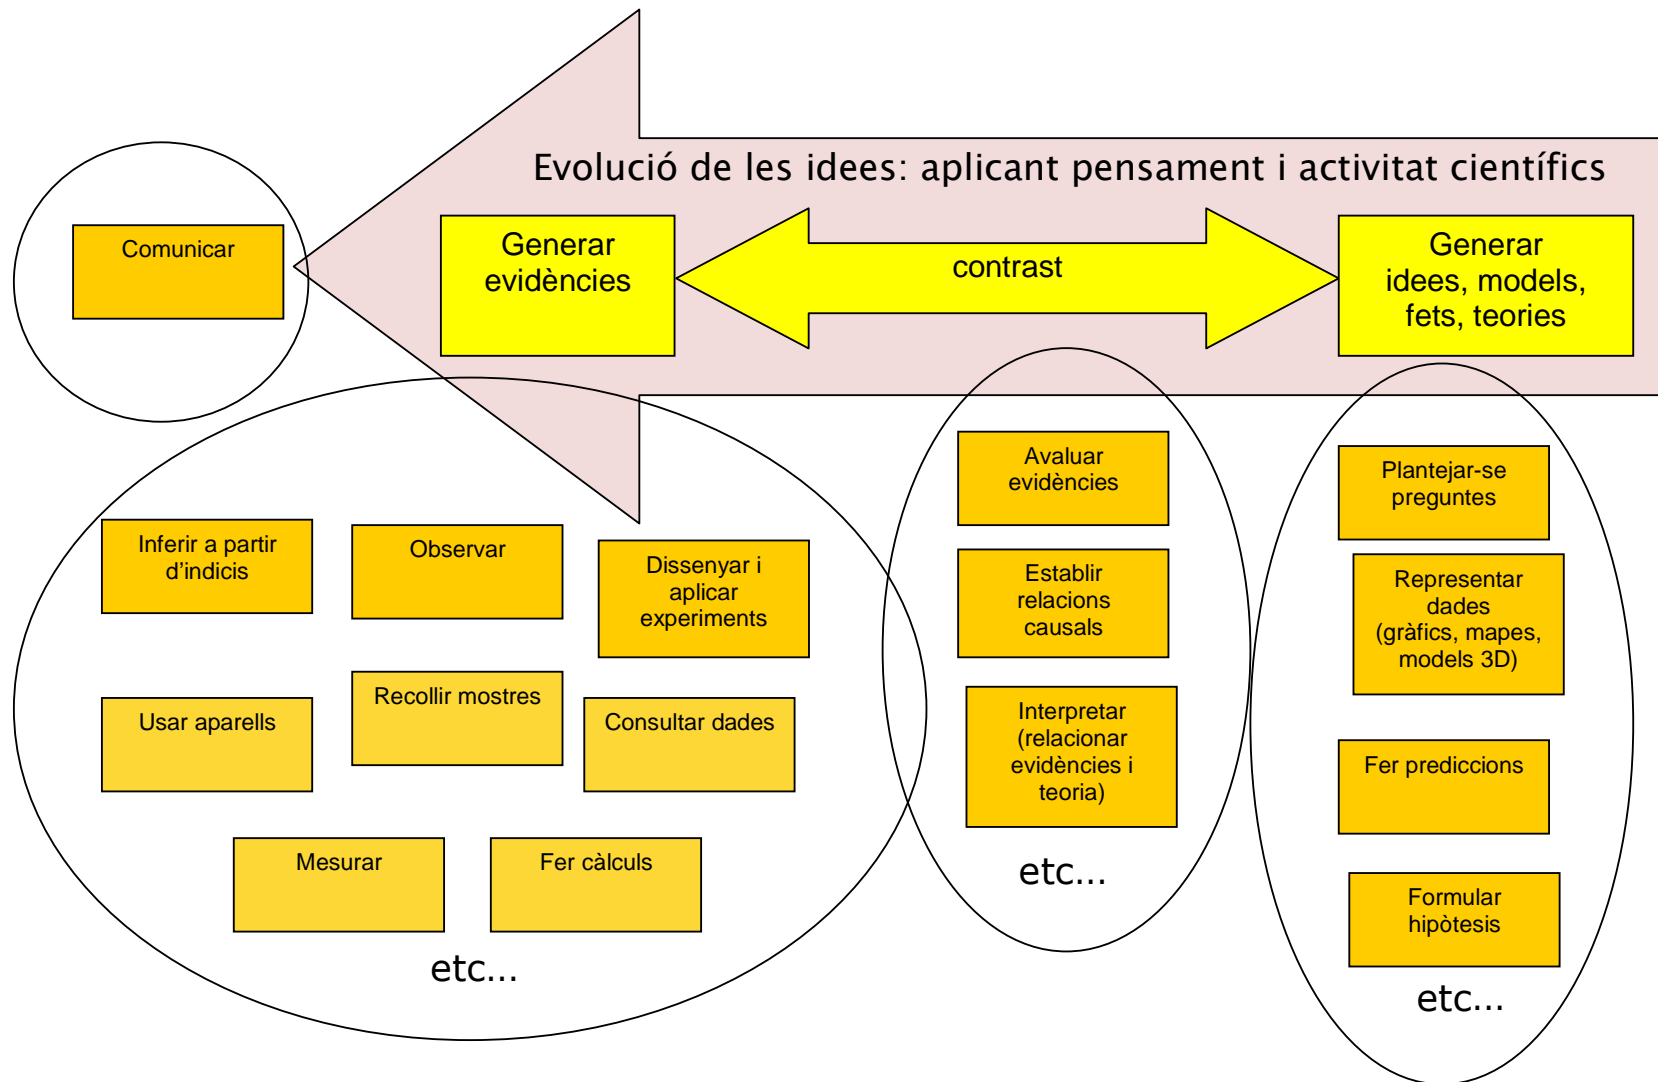 Evolució de les idees: aplicant pensament i activitat científics
Comunicar
Generar
evidències
contrast
Generar
idees, models,
fets, teories
Inferir a partir
d'indicis
Observar
Dissenyar i
aplicar
experiments
Usar aparells
Recollir mostres
Consultar dades
Mesurar
Fer càlculs
etc...
Avaluar
evidències
Establir
relacions
causals
Interpretar
(relacionar
evidències i
teoria)
etc...
Plantejar-se
preguntes
Representar
dades
(gràfics, mapes,
models 3D)
Fer prediccions
Formular
hipòtesis
etc...